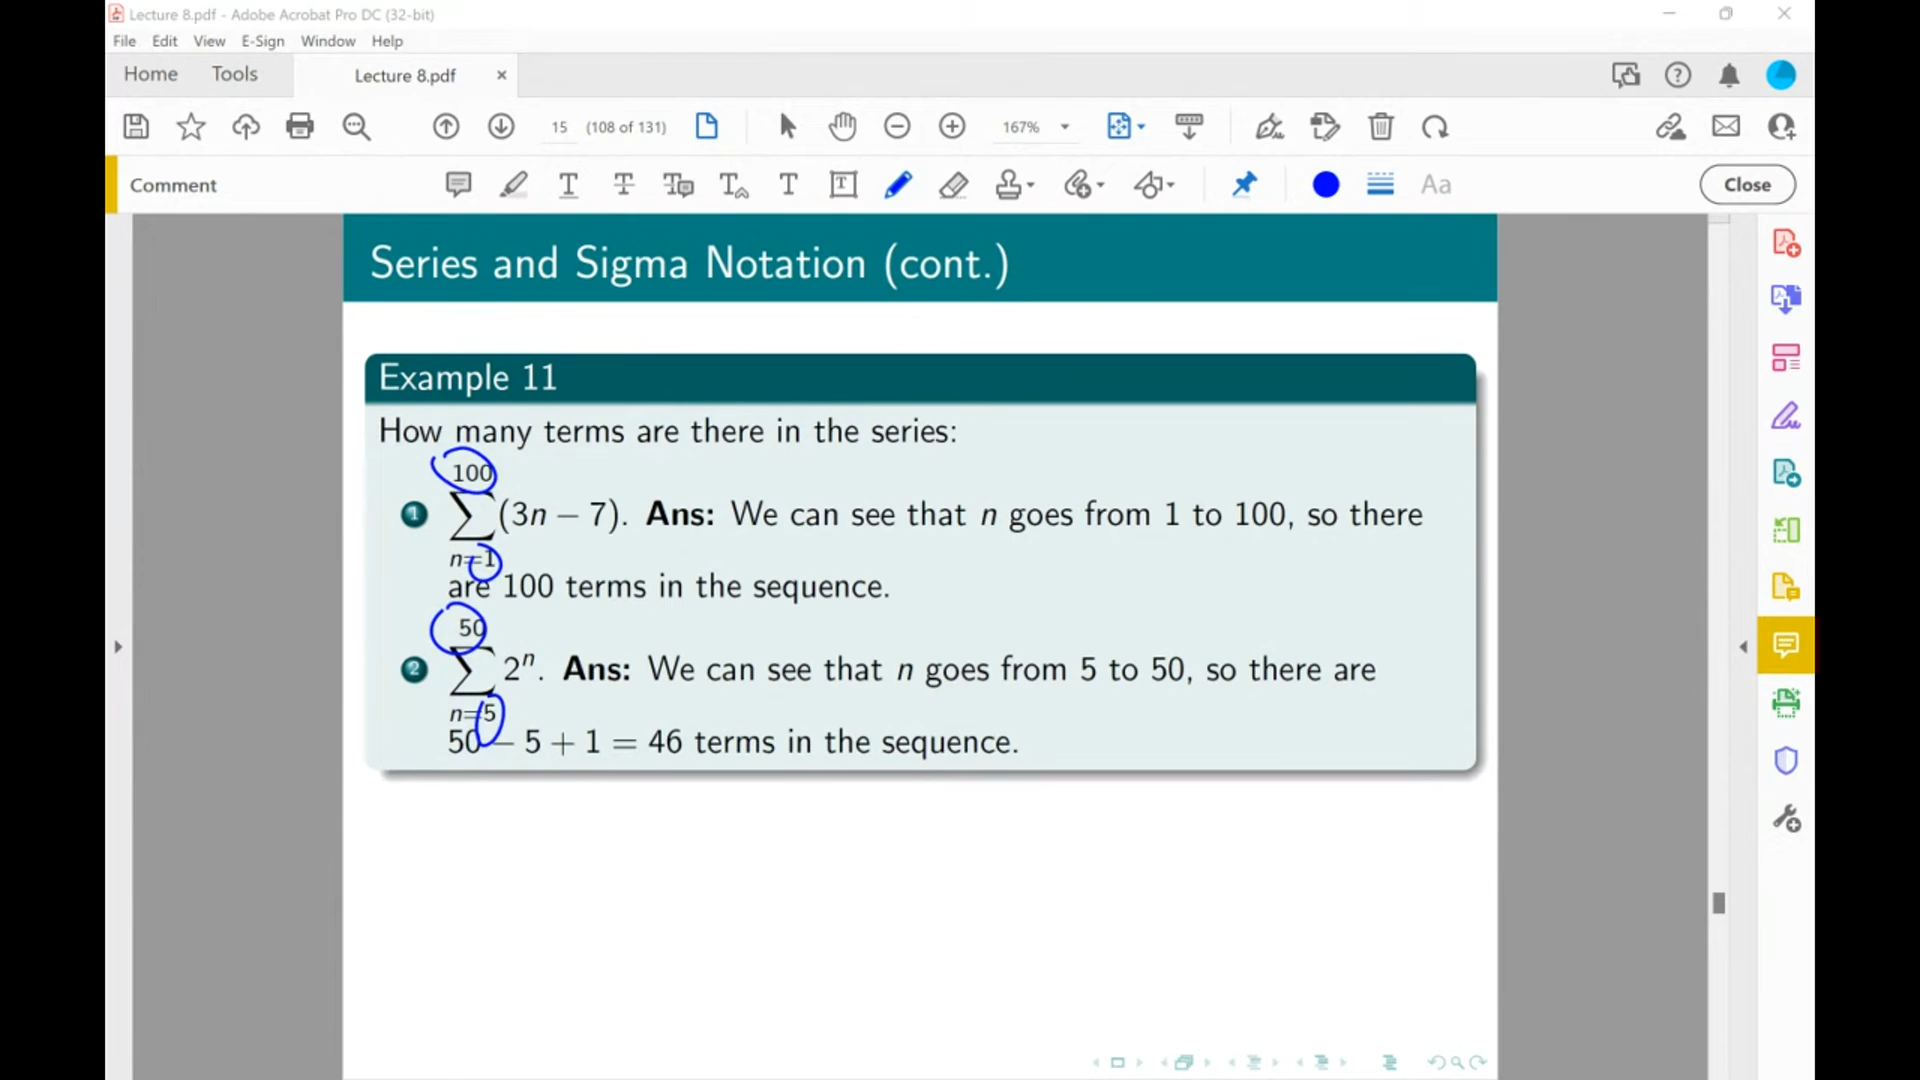 Lecture 8.pdf - Adobe Acrobat Pro DC (32-bit)
File Edit View E-Sign Window Help
Home Tools Lecture 8.pdf ×
15 (108 of 131) 167%
Comment Aa Close
Series and Sigma Notation (cont.)
Example 11
How many terms are there in the series:
100
1 ∑ (3n − 7). Ans: We can see that n goes from 1 to 100, so there
n=1
are 100 terms in the sequence.
50
2 ∑ 2ⁿ. Ans: We can see that n goes from 5 to 50, so there are
n=5
50 − 5 + 1 = 46 terms in the sequence.